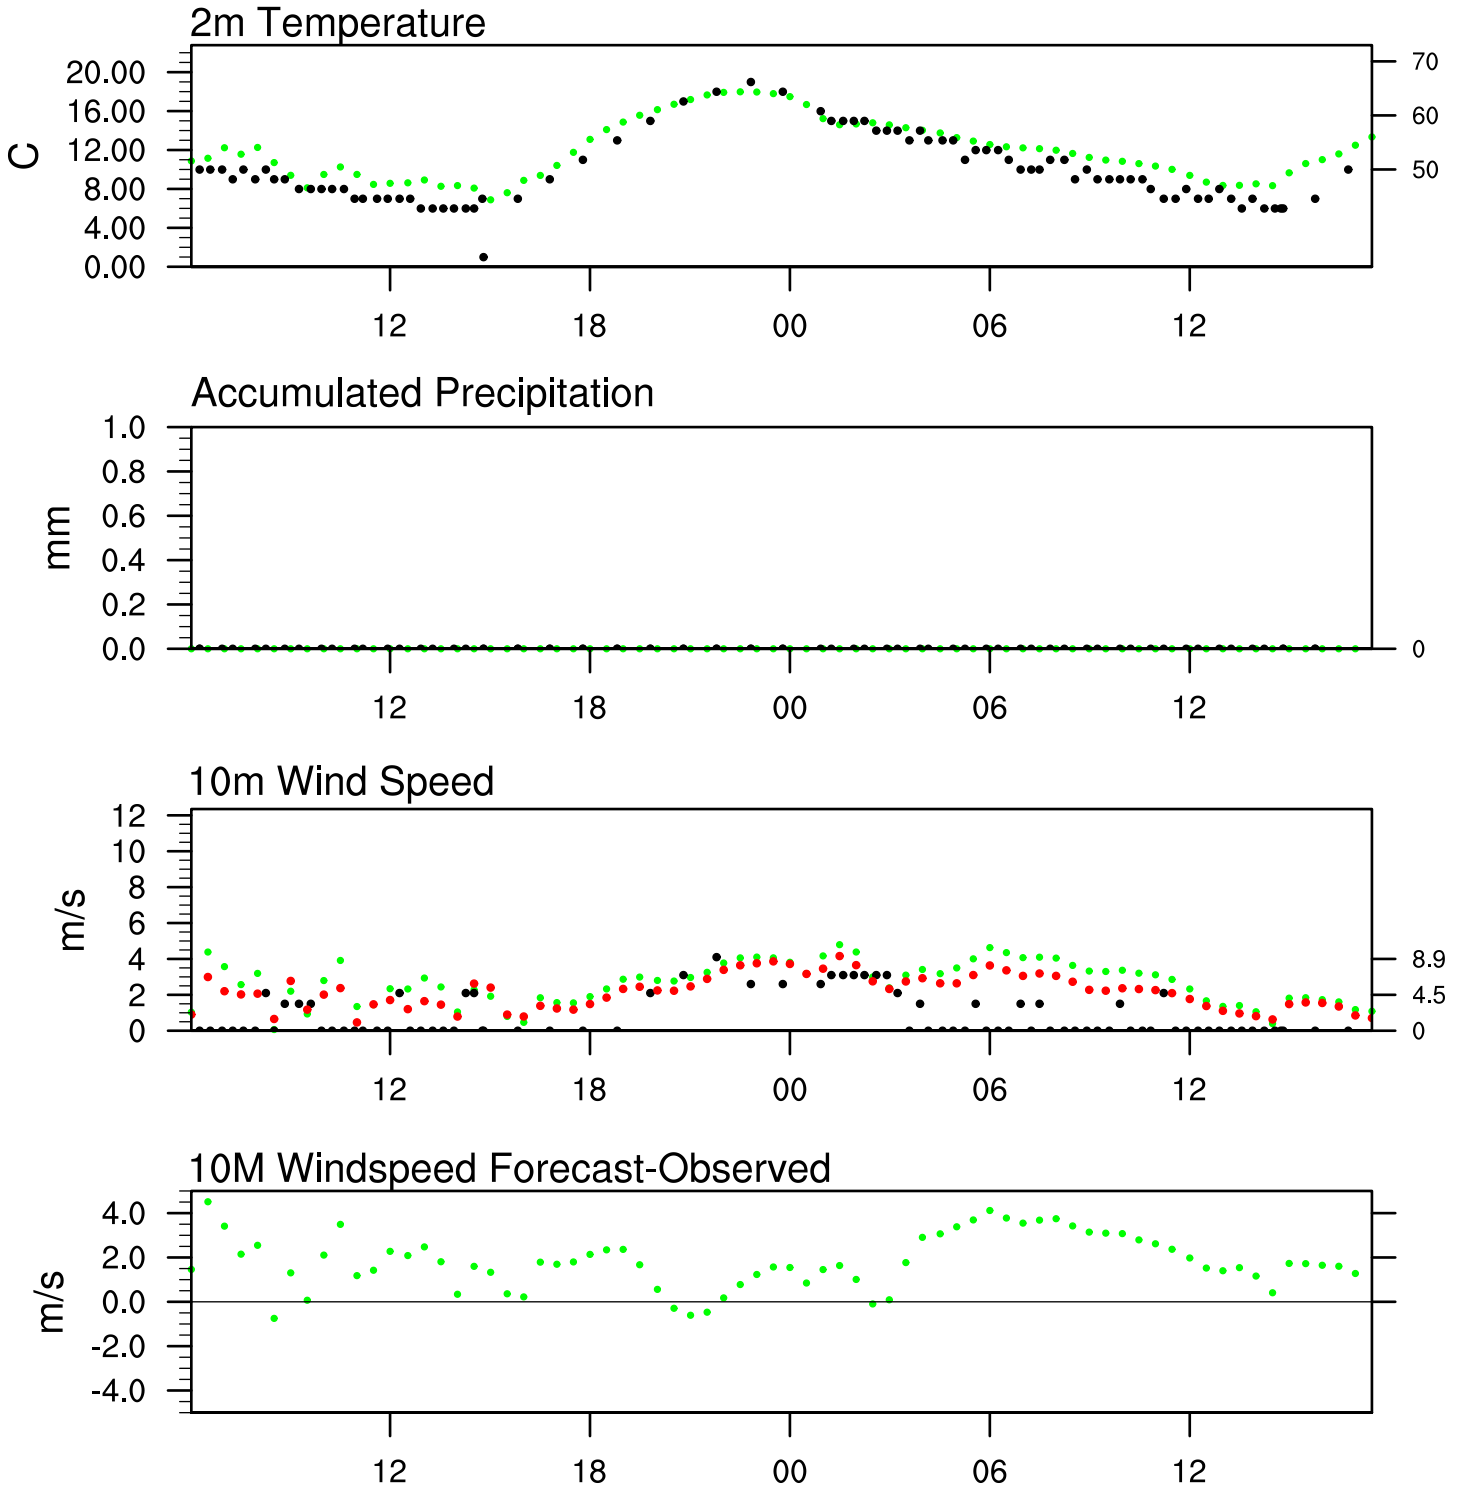 2m Temperature
20.00
16.00
12.00
8.00
4.00
0.00
C
70
60
50
12 18 00 06 12
Accumulated Precipitation
1.0
0.8
0.6
0.4
0.2
0.0
mm
0
12 18 00 06 12
10m Wind Speed
12
10
8
6
4
2
0
m/s
8.9
4.5
0
12 18 00 06 12
10M Windspeed Forecast-Observed
4.0
2.0
0.0
-2.0
-4.0
m/s
12 18 00 06 12